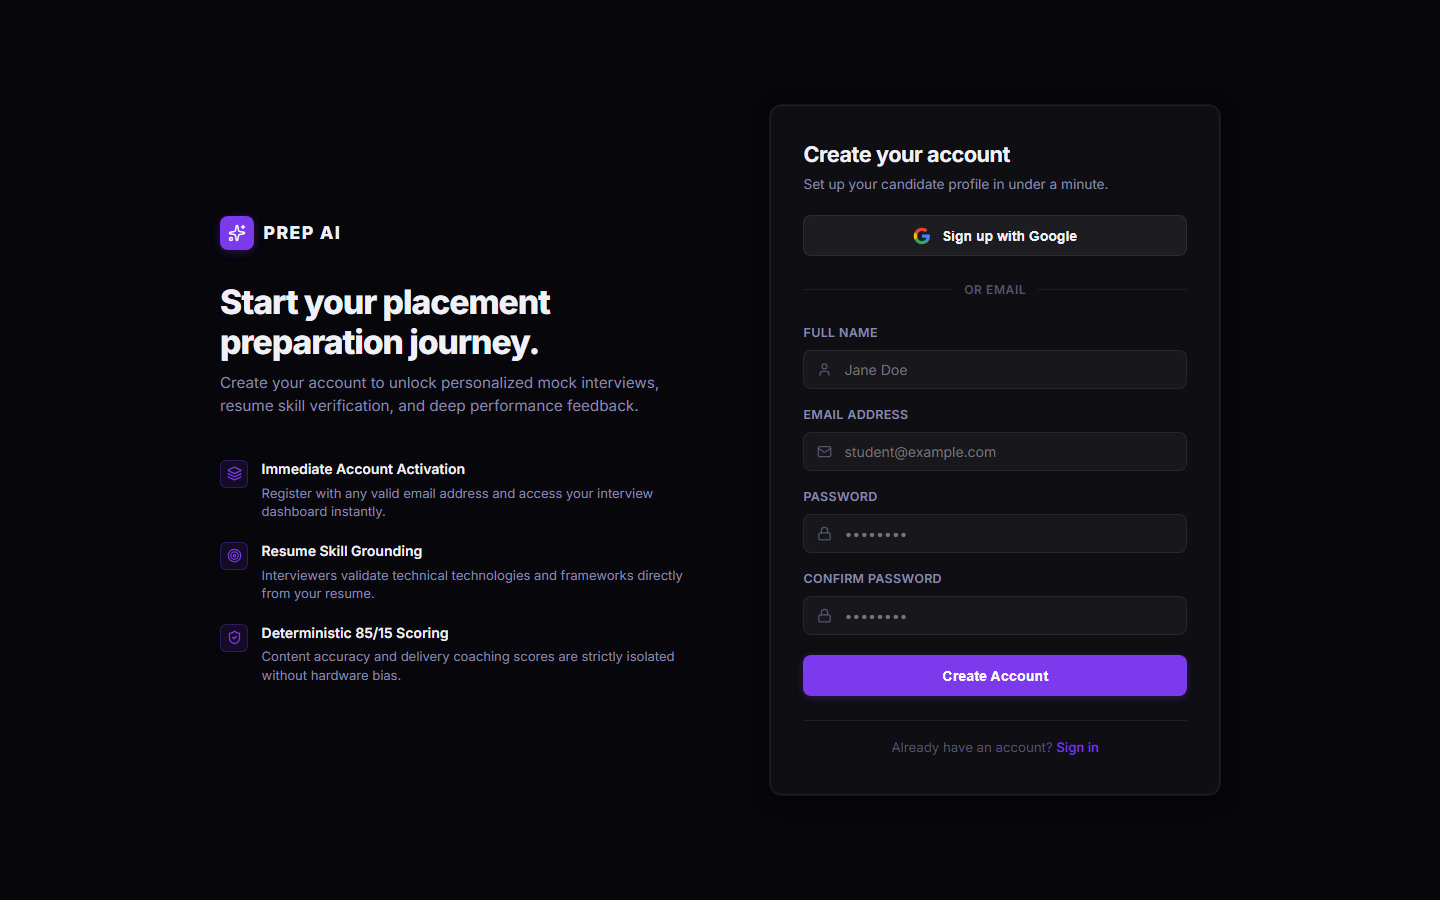 PREP AI
Start your placement
preparation journey.
Create your account to unlock personalized mock interviews,
resume skill verification, and deep performance feedback.
Immediate Account Activation
Register with any valid email address and access your interview
dashboard instantly.
Resume Skill Grounding
Interviewers validate technical technologies and frameworks directly
from your resume.
Deterministic 85/15 Scoring
Content accuracy and delivery coaching scores are strictly isolated
without hardware bias.
Create your account
Set up your candidate profile in under a minute.
Sign up with Google
OR EMAIL
FULL NAME
Jane Doe
EMAIL ADDRESS
student@example.com
PASSWORD
••••••••
CONFIRM PASSWORD
••••••••
Create Account
Already have an account? Sign in